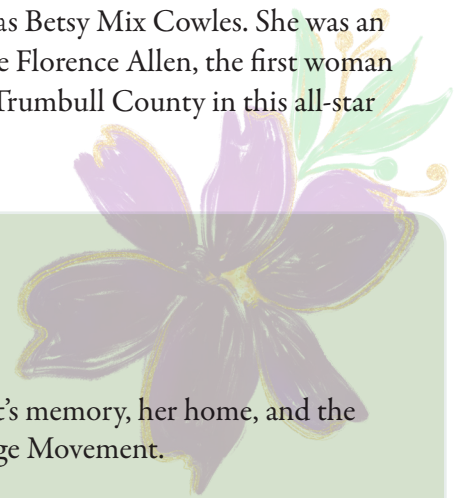 as Betsy Mix Cowles. She was an
e Florence Allen, the first woman
Trumbull County in this all-star
t’s memory, her home, and the
ge Movement.